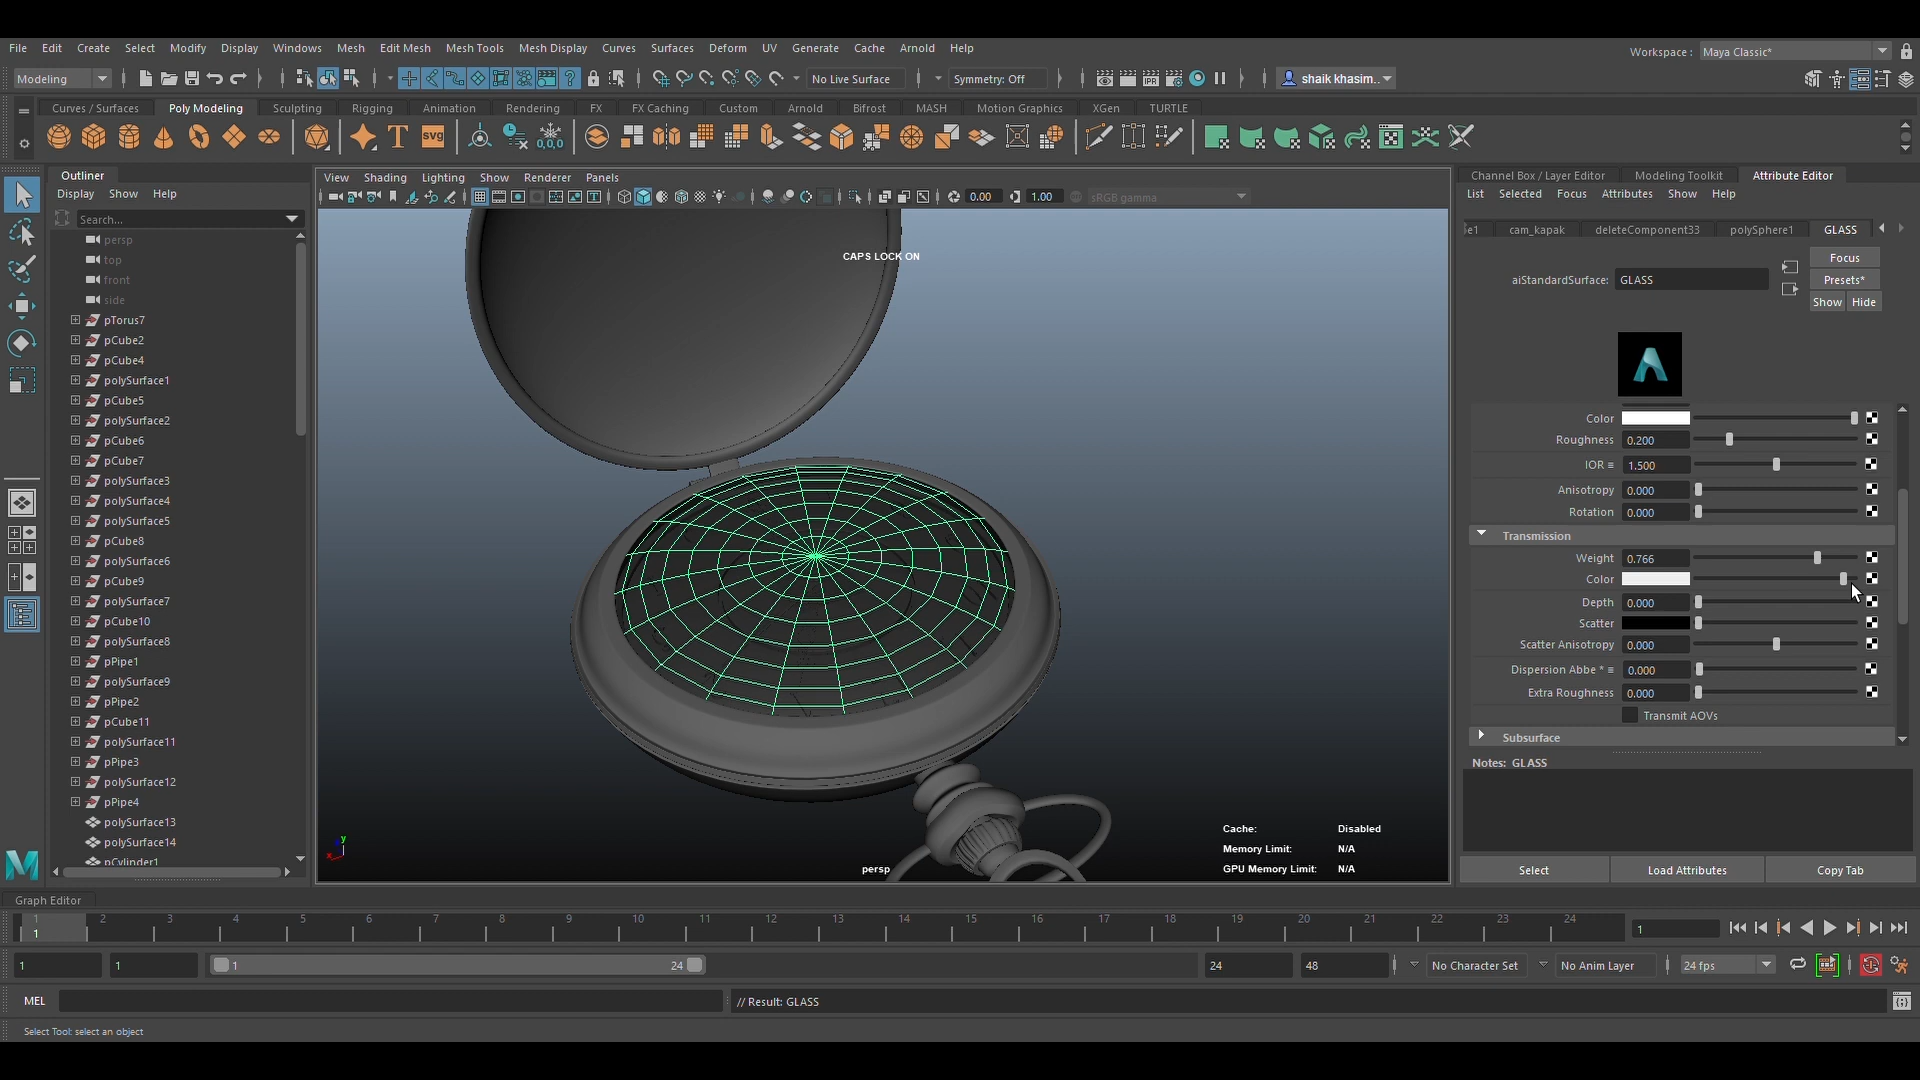 File Edit Create Select Modify Display Windows Mesh Edit Mesh Mesh Tools Mesh Display Curves Surfaces Deform UV Generate Cache Arnold Help
Workspace : Maya Classic*
Modeling No Live Surface Symmetry: Off shaik khasim..
Curves / Surfaces Poly Modeling Sculpting Rigging Animation Rendering FX FX Caching Custom Arnold Bifrost MASH Motion Graphics XGen TURTLE
T svg 0,0,0
Outliner
Display Show Help
Search...
persp
top
front
side
pTorus7
pCube2
pCube4
polySurface1
pCube5
polySurface2
pCube6
pCube7
polySurface3
polySurface4
polySurface5
pCube8
polySurface6
pCube9
polySurface7
pCube10
polySurface8
pPipe1
polySurface9
pPipe2
pCube11
polySurface11
pPipe3
polySurface12
pPipe4
polySurface13
polySurface14
pCylinder1
View Shading Lighting Show Renderer Panels
0.00 1.00 sRGB gamma
CAPS LOCK ON
Cache: Disabled
Memory Limit: N/A
GPU Memory Limit: N/A
persp
y
x
Channel Box / Layer Editor Modeling Toolkit Attribute Editor
List Selected Focus Attributes Show Help
cam_kapak deleteComponent33 polySphere1 GLASS
aiStandardSurface: GLASS
Focus
Presets*
Show Hide
Color
Roughness 0.200
IOR 1.500
Anisotropy 0.000
Rotation 0.000
Transmission
Weight 0.766
Color
Depth 0.000
Scatter
Scatter Anisotropy 0.000
Dispersion Abbe * 0.000
Extra Roughness 0.000
Transmit AOVs
Subsurface
Notes: GLASS
Select Load Attributes Copy Tab
Graph Editor
1 2 3 4 5 6 7 8 9 10 11 12 13 14 15 16 17 18 19 20 21 22 23 24
1 1
1 1 1 24 24 48 No Character Set No Anim Layer 24 fps
MEL // Result: GLASS
Select Tool: select an object